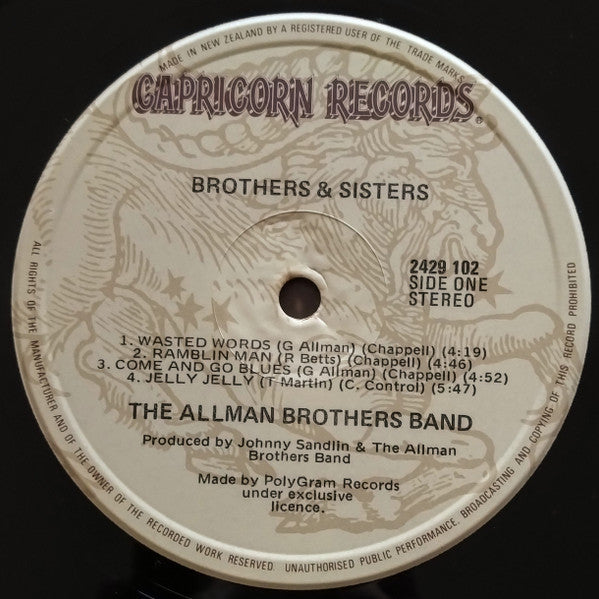 MADE IN NEW ZEALAND BY A REGISTERED USER OF THE TRADE MARKS.
CAPRICORN RECORDS®
BROTHERS & SISTERS
2429 102
SIDE ONE
STEREO
1. WASTED WORDS (G Allman) (Chappell) (4:19)
2. RAMBLIN MAN (R Betts) (Chappell) (4:46)
3. COME AND GO BLUES (G Allman) (Chappell) (4:52)
4. JELLY JELLY (T Martin) (C. Control) (5:47)
THE ALLMAN BROTHERS BAND
Produced by Johnny Sandlin & The Allman
Brothers Band
Made by PolyGram Records
under exclusive
licence.
ALL RIGHTS OF THE MANUFACTURER AND OF THE OWNER OF THE RECORDED WORK RESERVED. UNAUTHORISED PUBLIC PERFORMANCE, BROADCASTING AND COPYING OF THIS RECORD PROHIBITED